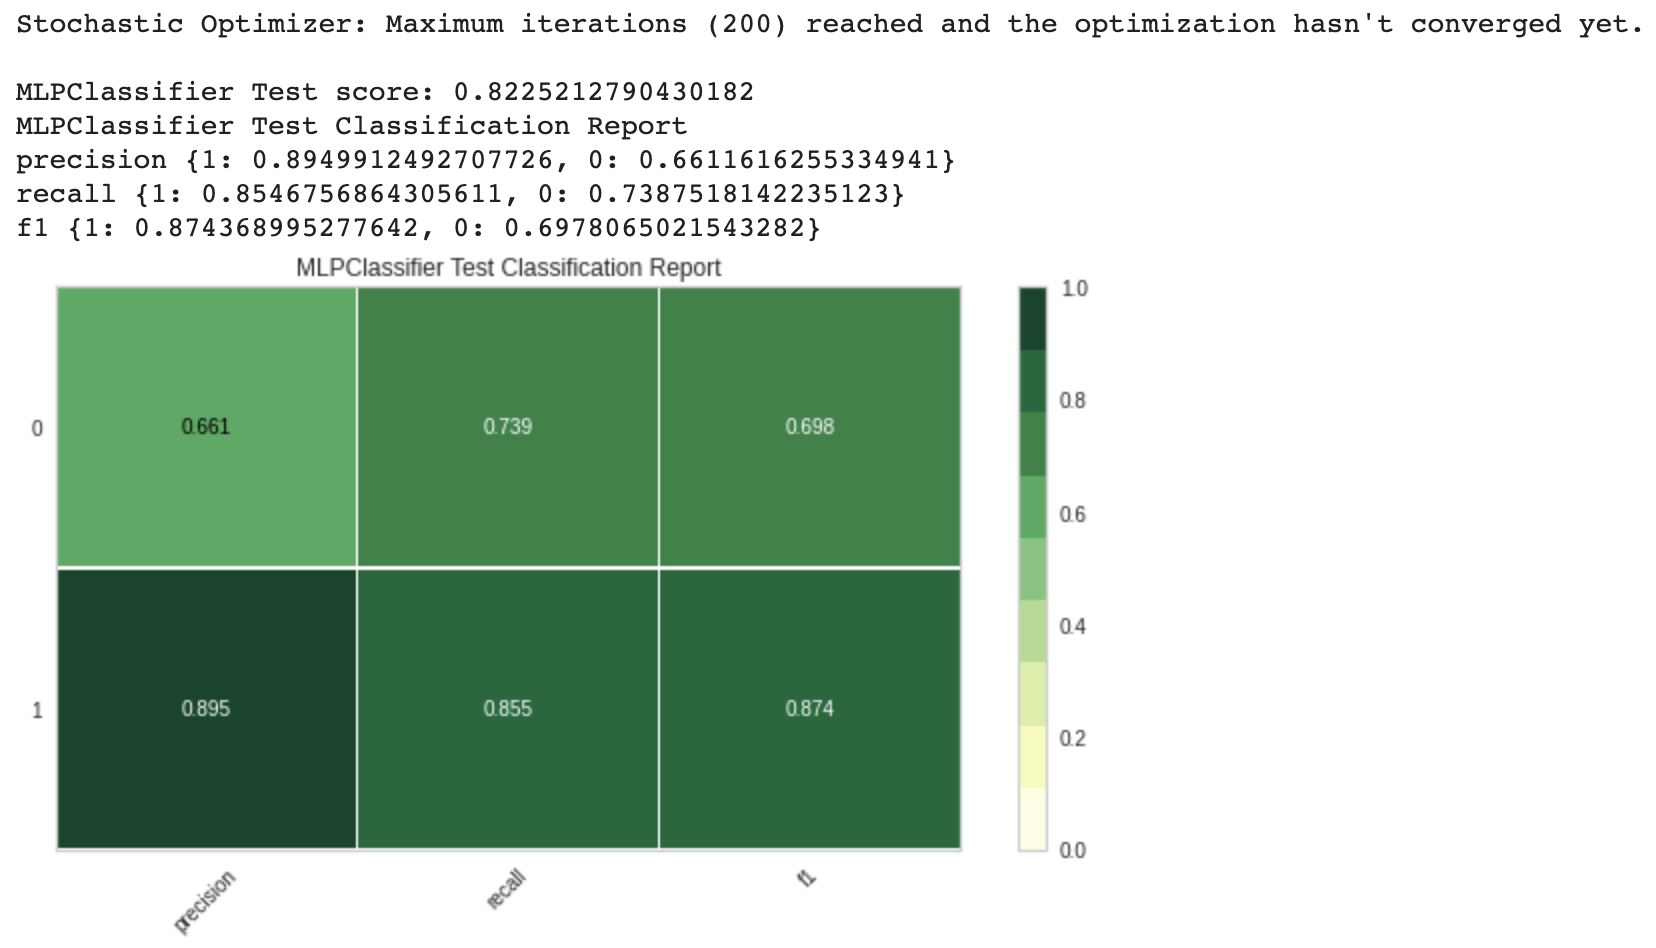 Stochastic Optimizer: Maximum iterations (200) reached and the optimization hasn't converged yet.
MLPClassifier Test score: 0.8225212790430182
MLPClassifier Test Classification Report
precision {1: 0.8949912492707726, 0: 0.6611616255334941}
recall {1: 0.8546756864305611, 0: 0.7387518142235123}
f1 {1: 0.874368995277642, 0: 0.6978065021543282}
MLPClassifier Test Classification Report
0 0.661 0.739 0.698
1 0.895 0.855 0.874
precision recall f1
1.0
0.8
0.6
0.4
0.2
0.0